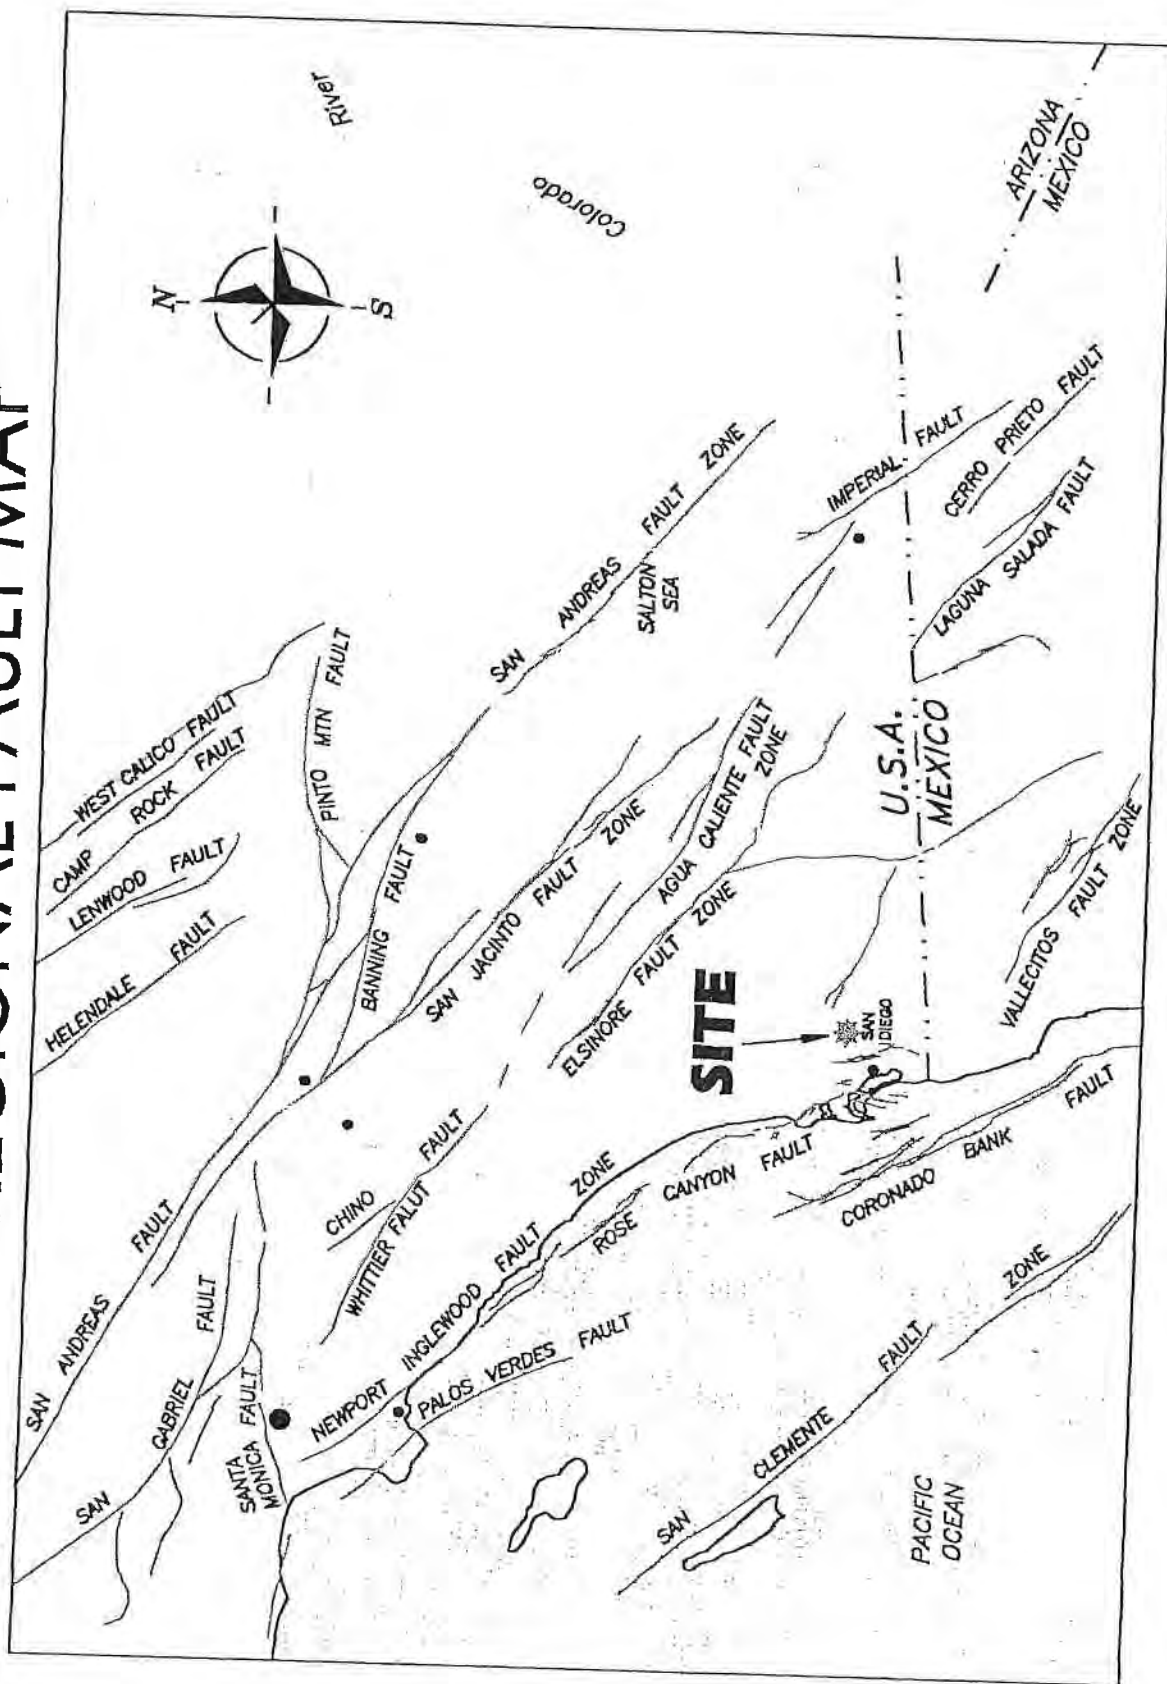 REGIONAL FAULT MAP
N
S
River
Colorado
ARIZONA
MEXICO
WEST CALICO FAULT
CAMP ROCK FAULT
LENWOOD FAULT
HELENDALE FAULT
PINTO MTN FAULT
SAN ANDREAS FAULT ZONE
SALTON
SEA
IMPERIAL FAULT
CERRO PRIETO FAULT
LAGUNA SALADA FAULT
U.S.A.
MEXICO
BANNING FAULT
SAN JACINTO FAULT ZONE
AGUA CALIENTE FAULT
ZONE
ELSINORE FAULT ZONE
SITE
SAN
DIEGO
VALLECITOS FAULT ZONE
SAN ANDREAS FAULT
SAN GABRIEL FAULT
SANTA
MONICA FAULT
CHINO
WHITTIER FALUT
FAULT
NEWPORT INGLEWOOD FAULT ZONE
ROSE CANYON FAULT
PALOS VERDES FAULT
CORONADO BANK FAULT
SAN CLEMENTE FAULT ZONE
PACIFIC
OCEAN